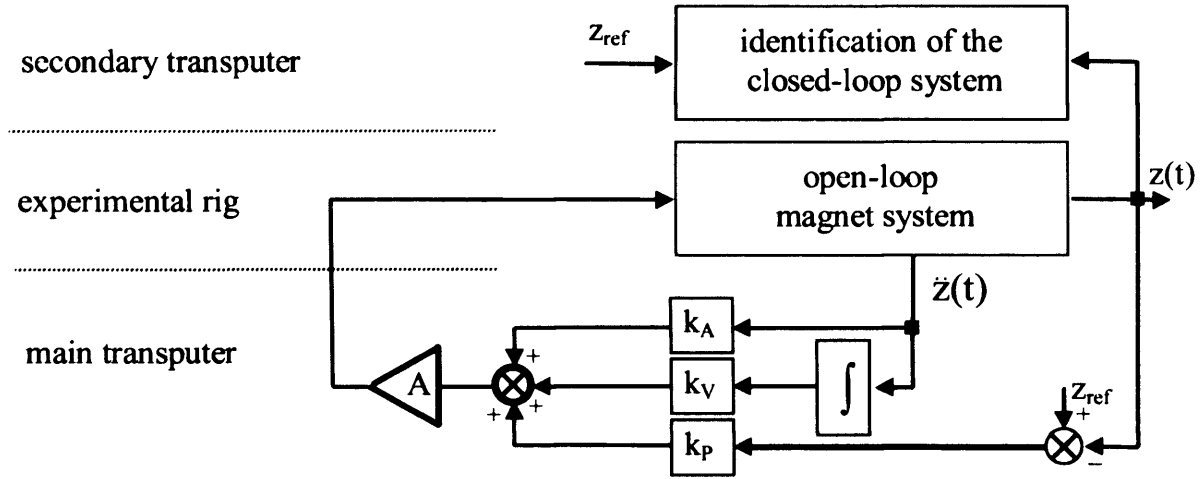 z_ref
identification of the
closed-loop system
secondary transputer
open-loop
magnet system
z(t)
experimental rig
z̈(t)
k_A
+
main transputer
A
k_V
∫
+
+
z_ref
+
k_P
−